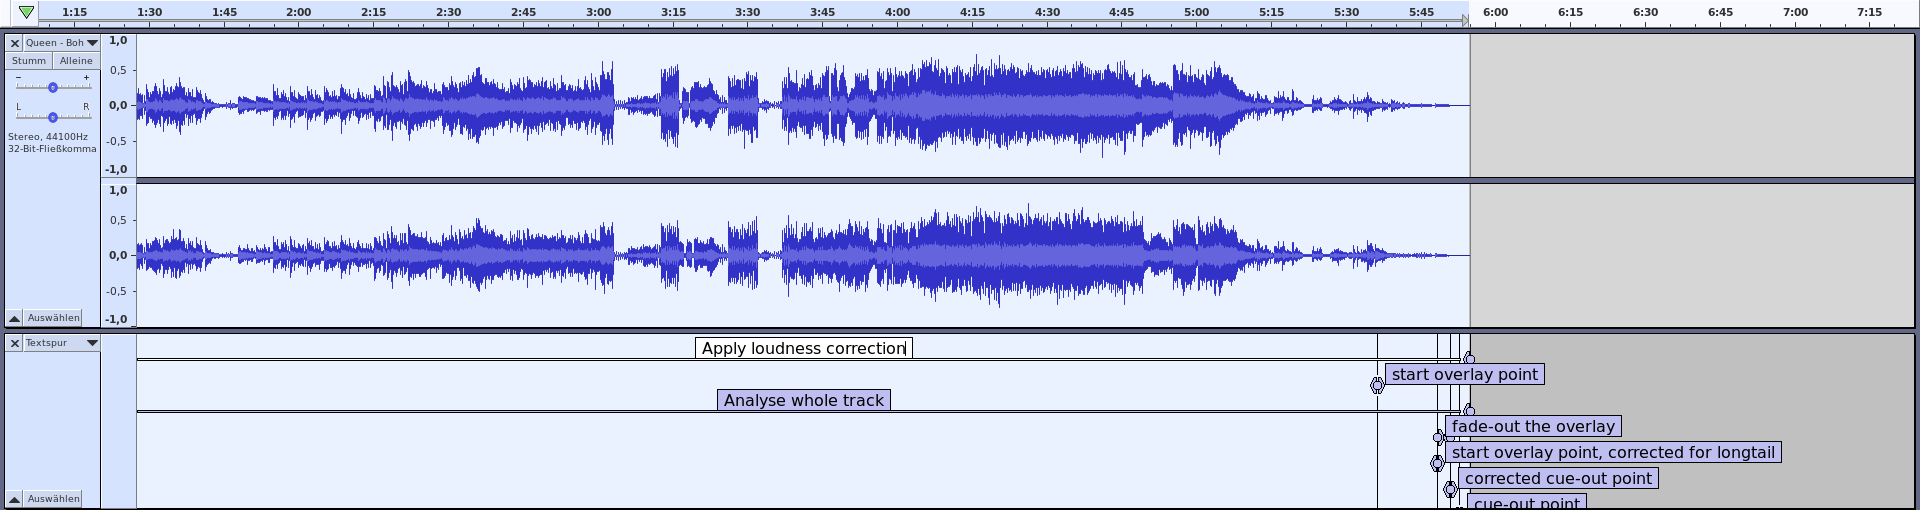 1:15 1:30 1:45 2:00 2:15 2:30 2:45 3:00 3:15 3:30 3:45 4:00 4:15 4:30 4:45 5:00 5:15 5:30 5:45 6:00 6:15 6:30 6:45 7:00 7:15
Queen - Boh
Stumm Alleine
- +
L R
Stereo, 44100Hz
32-Bit-Fließkomma
Auswählen
1,0
0,5
0,0
-0,5
-1,0
1,0
0,5
0,0
-0,5
-1,0
Textspur
Auswählen
Apply loudness correction
start overlay point
Analyse whole track
fade-out the overlay
start overlay point, corrected for longtail
corrected cue-out point
cue-out point